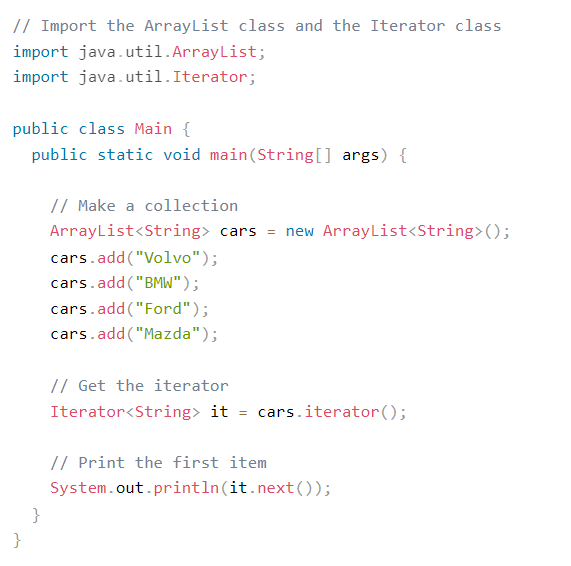 // Import the ArrayList class and the Iterator class
import java.util.ArrayList;
import java.util.Iterator;

public class Main {
  public static void main(String[] args) {

    // Make a collection
    ArrayList<String> cars = new ArrayList<String>();
    cars.add("Volvo");
    cars.add("BMW");
    cars.add("Ford");
    cars.add("Mazda");

    // Get the iterator
    Iterator<String> it = cars.iterator();

    // Print the first item
    System.out.println(it.next());
  }
}